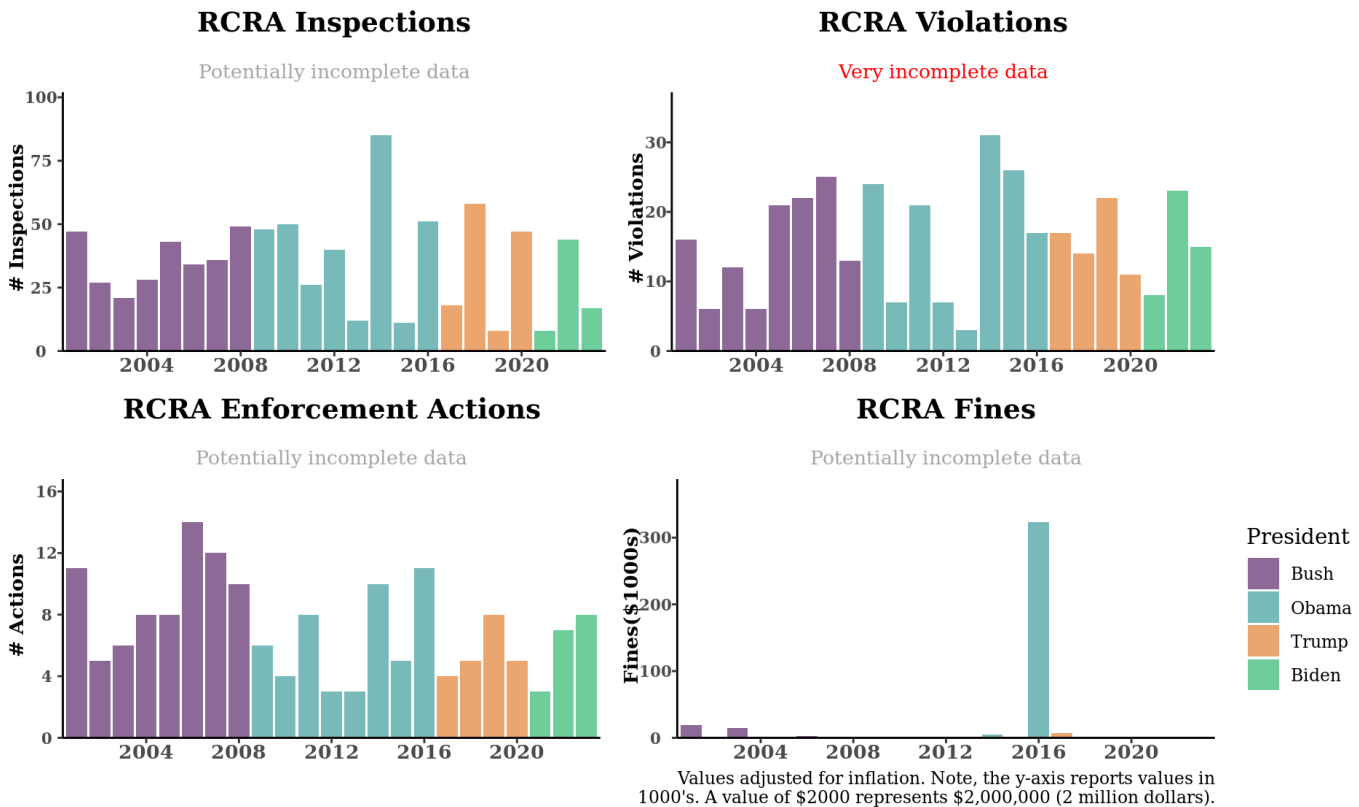 RCRA Inspections
Potentially incomplete data
# Inspections
100
75
50
25
0
2004 2008 2012 2016 2020
RCRA Violations
Very incomplete data
# Violations
30
20
10
0
2004 2008 2012 2016 2020
RCRA Enforcement Actions
Potentially incomplete data
# Actions
16
12
8
4
0
2004 2008 2012 2016 2020
RCRA Fines
Potentially incomplete data
Fines($1000s)
300
200
100
0
2004 2008 2012 2016 2020
Values adjusted for inflation. Note, the y-axis reports values in
1000's. A value of $2000 represents $2,000,000 (2 million dollars).
President
Bush
Obama
Trump
Biden